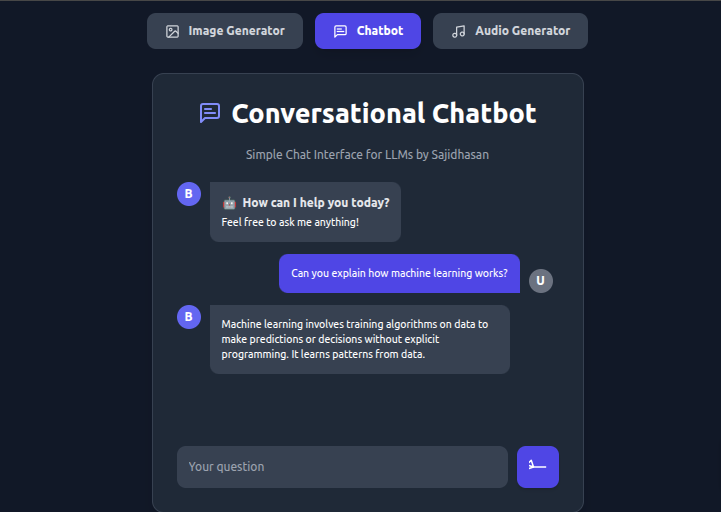 Image Generator
Chatbot
Audio Generator
Conversational Chatbot
Simple Chat Interface for LLMs by Sajidhasan
B
🤖 How can I help you today?
Feel free to ask me anything!
Can you explain how machine learning works?
U
B
Machine learning involves training algorithms on data to
make predictions or decisions without explicit
programming. It learns patterns from data.
Your question